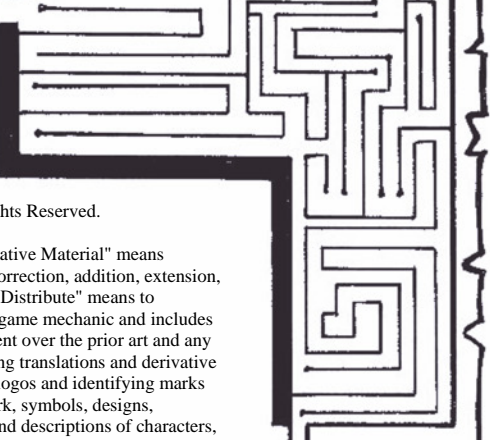 hts Reserved.
ative Material" means
orrection, addition, extension,
Distribute" means to
game mechanic and includes
ent over the prior art and any
ng translations and derivative
logos and identifying marks
rk, symbols, designs,
nd descriptions of characters,